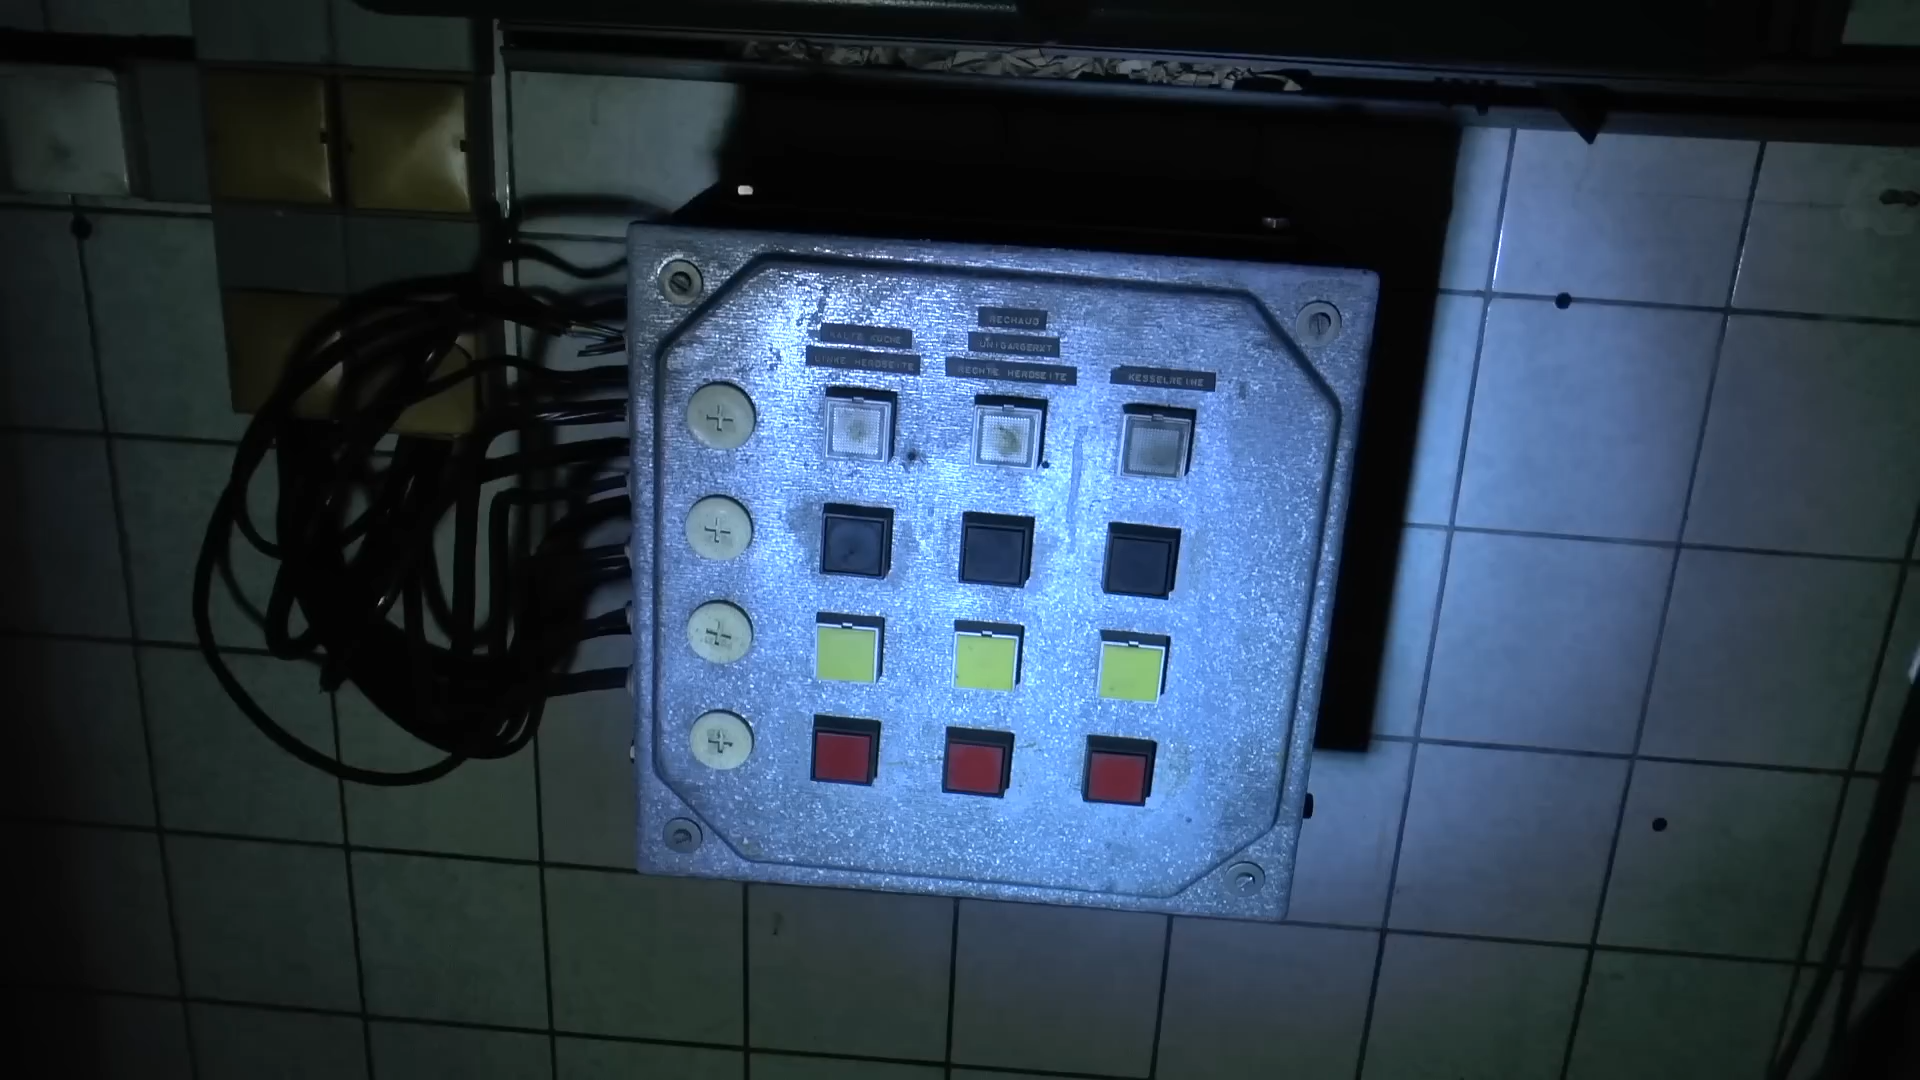 KALTE KÜCHE
LINKE HERDSEITE
RECHAUD
RECHTE HERDSEITE
KESSELREIHE